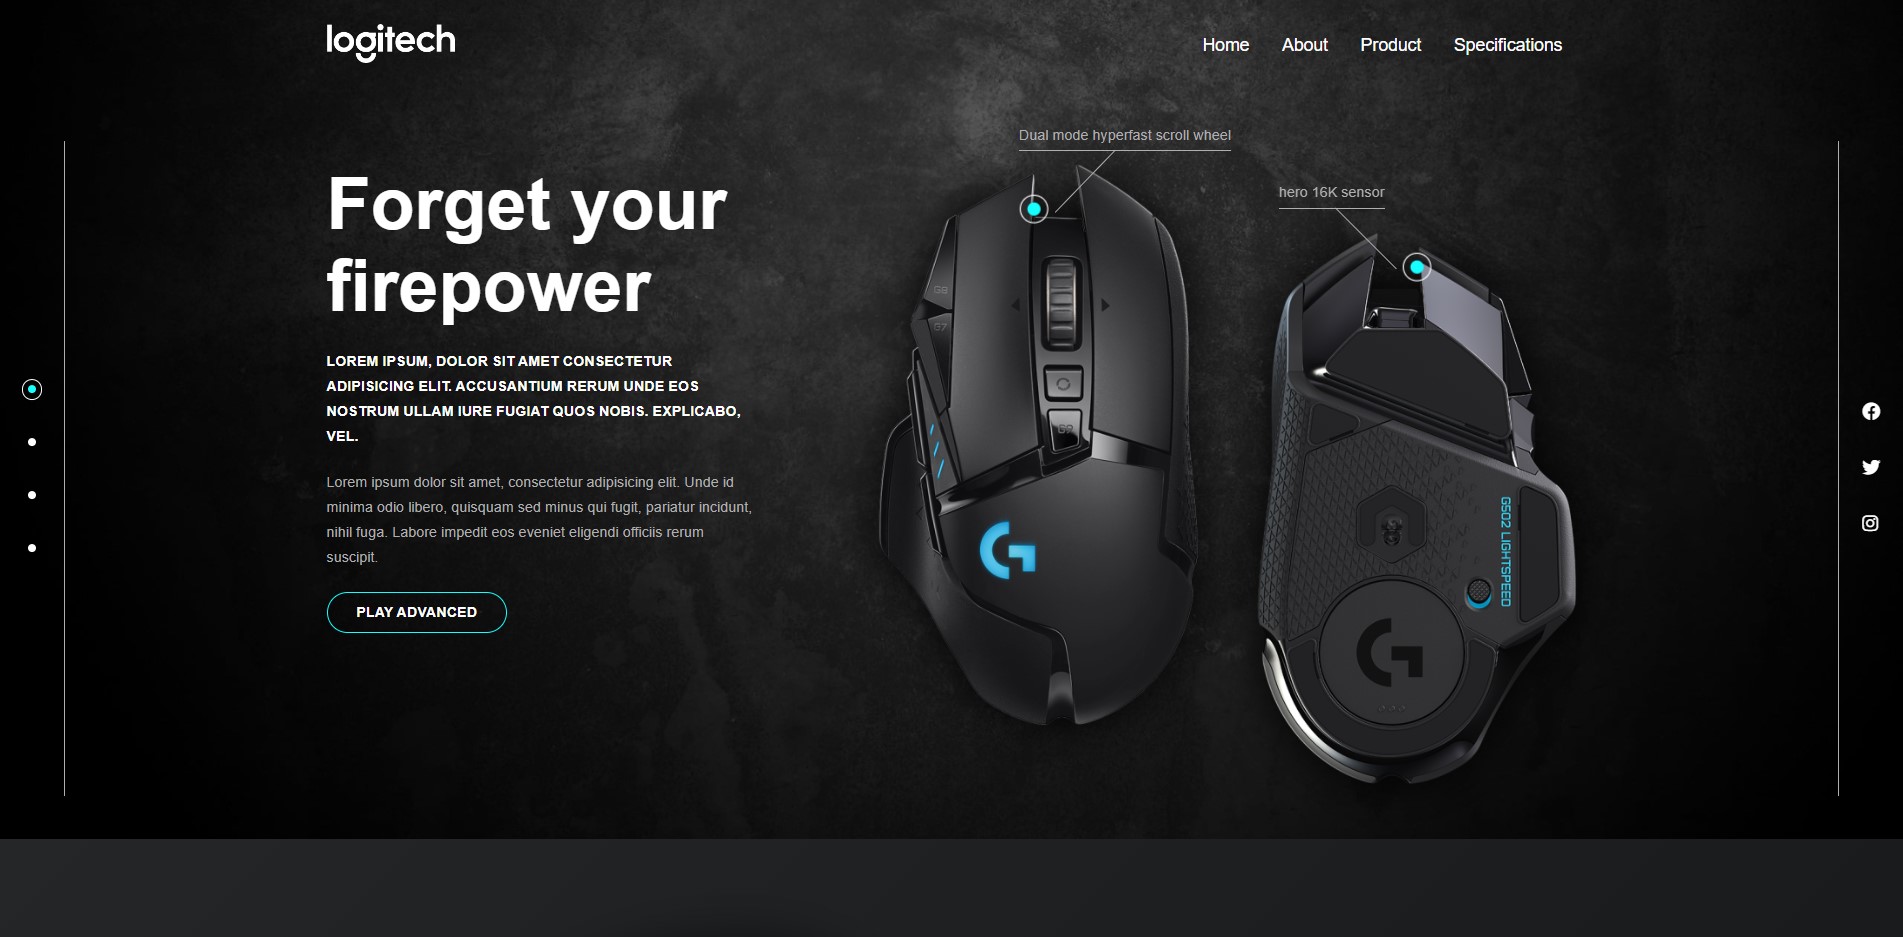 logitech
Home
About
Product
Specifications
Dual mode hyperfast scroll wheel
hero 16K sensor
Forget your
firepower
LOREM IPSUM, DOLOR SIT AMET CONSECTETUR
ADIPISICING ELIT. ACCUSANTIUM RERUM UNDE EOS
NOSTRUM ULLAM IURE FUGIAT QUOS NOBIS. EXPLICABO,
VEL.
Lorem ipsum dolor sit amet, consectetur adipisicing elit. Unde id
minima odio libero, quisquam sed minus qui fugit, pariatur incidunt,
nihil fuga. Labore impedit eos eveniet eligendi officiis rerum
suscipit.
PLAY ADVANCED
G8
G7
G9
G
G502 LIGHTSPEED
G